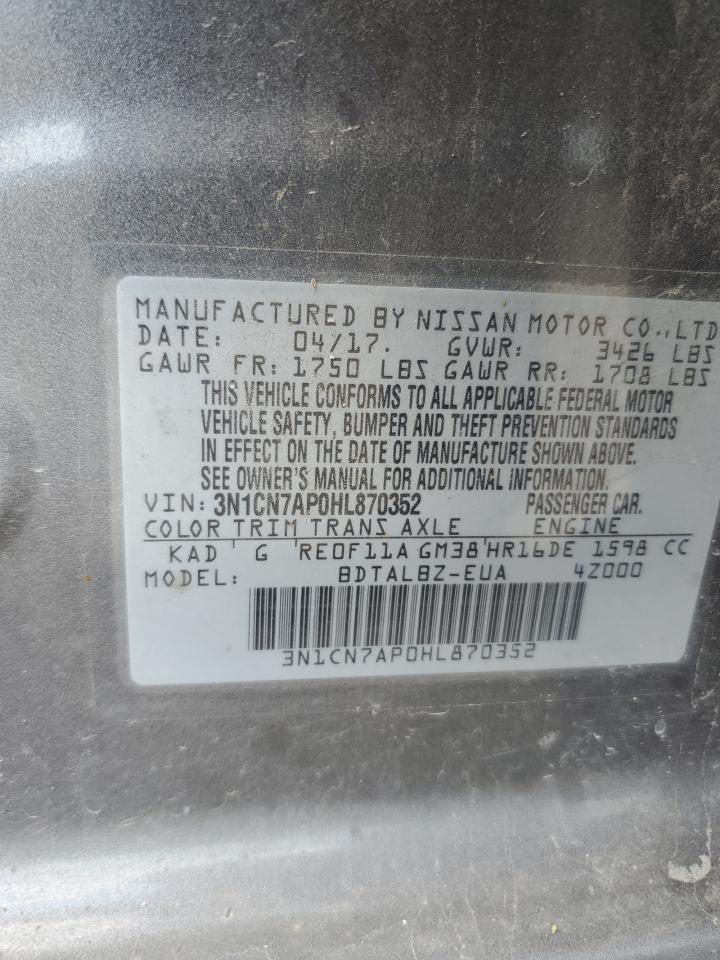 MANUFACTURED BY NISSAN MOTOR CO.,LTD
DATE: 04/17. GVWR: 3426 LBS
GAWR FR: 1750 LBS GAWR RR: 1708 LBS
THIS VEHICLE CONFORMS TO ALL APPLICABLE FEDERAL MOTOR
VEHICLE SAFETY, BUMPER AND THEFT PREVENTION STANDARDS
IN EFFECT ON THE DATE OF MANUFACTURE SHOWN ABOVE.
SEE OWNER'S MANUAL FOR ADDITIONAL INFORMATION.
VIN: 3N1CN7AP0HL870352 PASSENGER CAR.
COLOR TRIM TRANS AXLE ENGINE
KAD G RE0F11A GM38 HR16DE 1598 CC
MODEL: BDTALBZ-EUA 4Z000
3N1CN7AP0HL870352